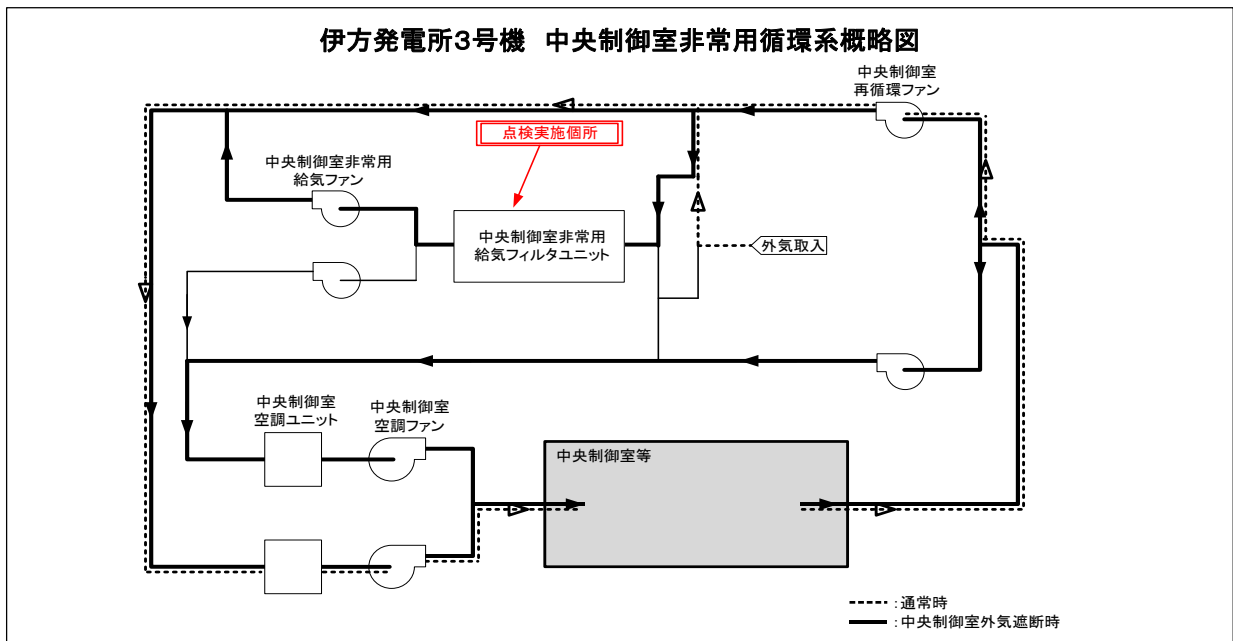 伊方発電所3号機 中央制御室非常用循環系概略図
中央制御室
再循環ファン
点検実施個所
中央制御室非常用
給気ファン
中央制御室非常用
給気フィルタユニット
外気取入
中央制御室
空調ユニット
中央制御室
空調ファン
中央制御室等
:通常時
:中央制御室外気遮断時